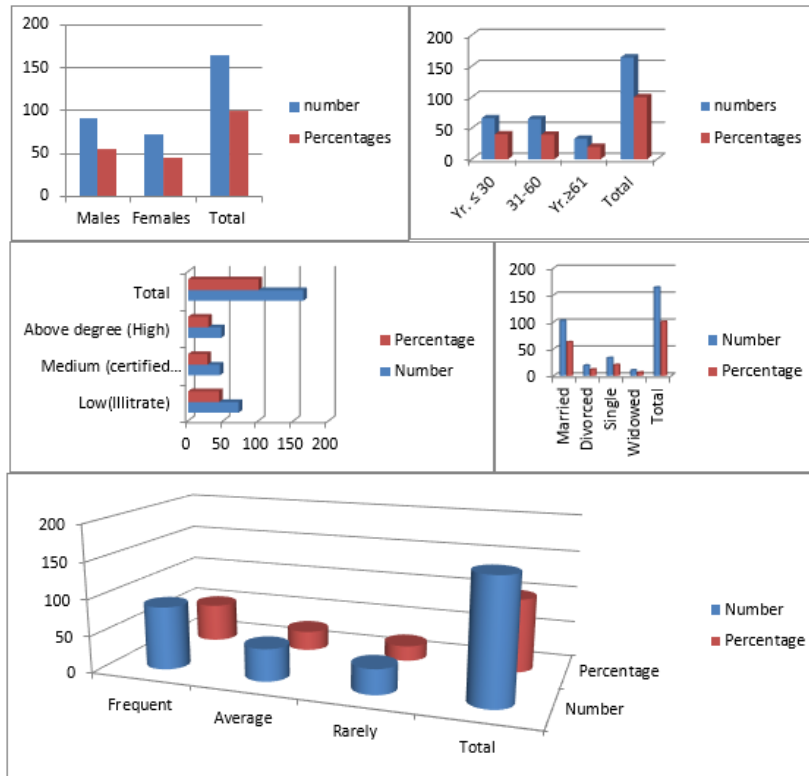 200
150
100
50
0
Males Females Total
number
Percentages
200
150
100
50
0
Yr. ≤ 30 31-60 Yr.≥61 Total
numbers
Percentages
Total
Above degree (High)
Medium (certified...
Low(Illitrate)
0 50 100 150 200
Percentage
Number
200
150
100
50
0
Married Divorced Single Widowed Total
Number
Percentage
200
150
100
50
0
Frequent Average Rarely Total
Percentage
Number
Number
Percentage